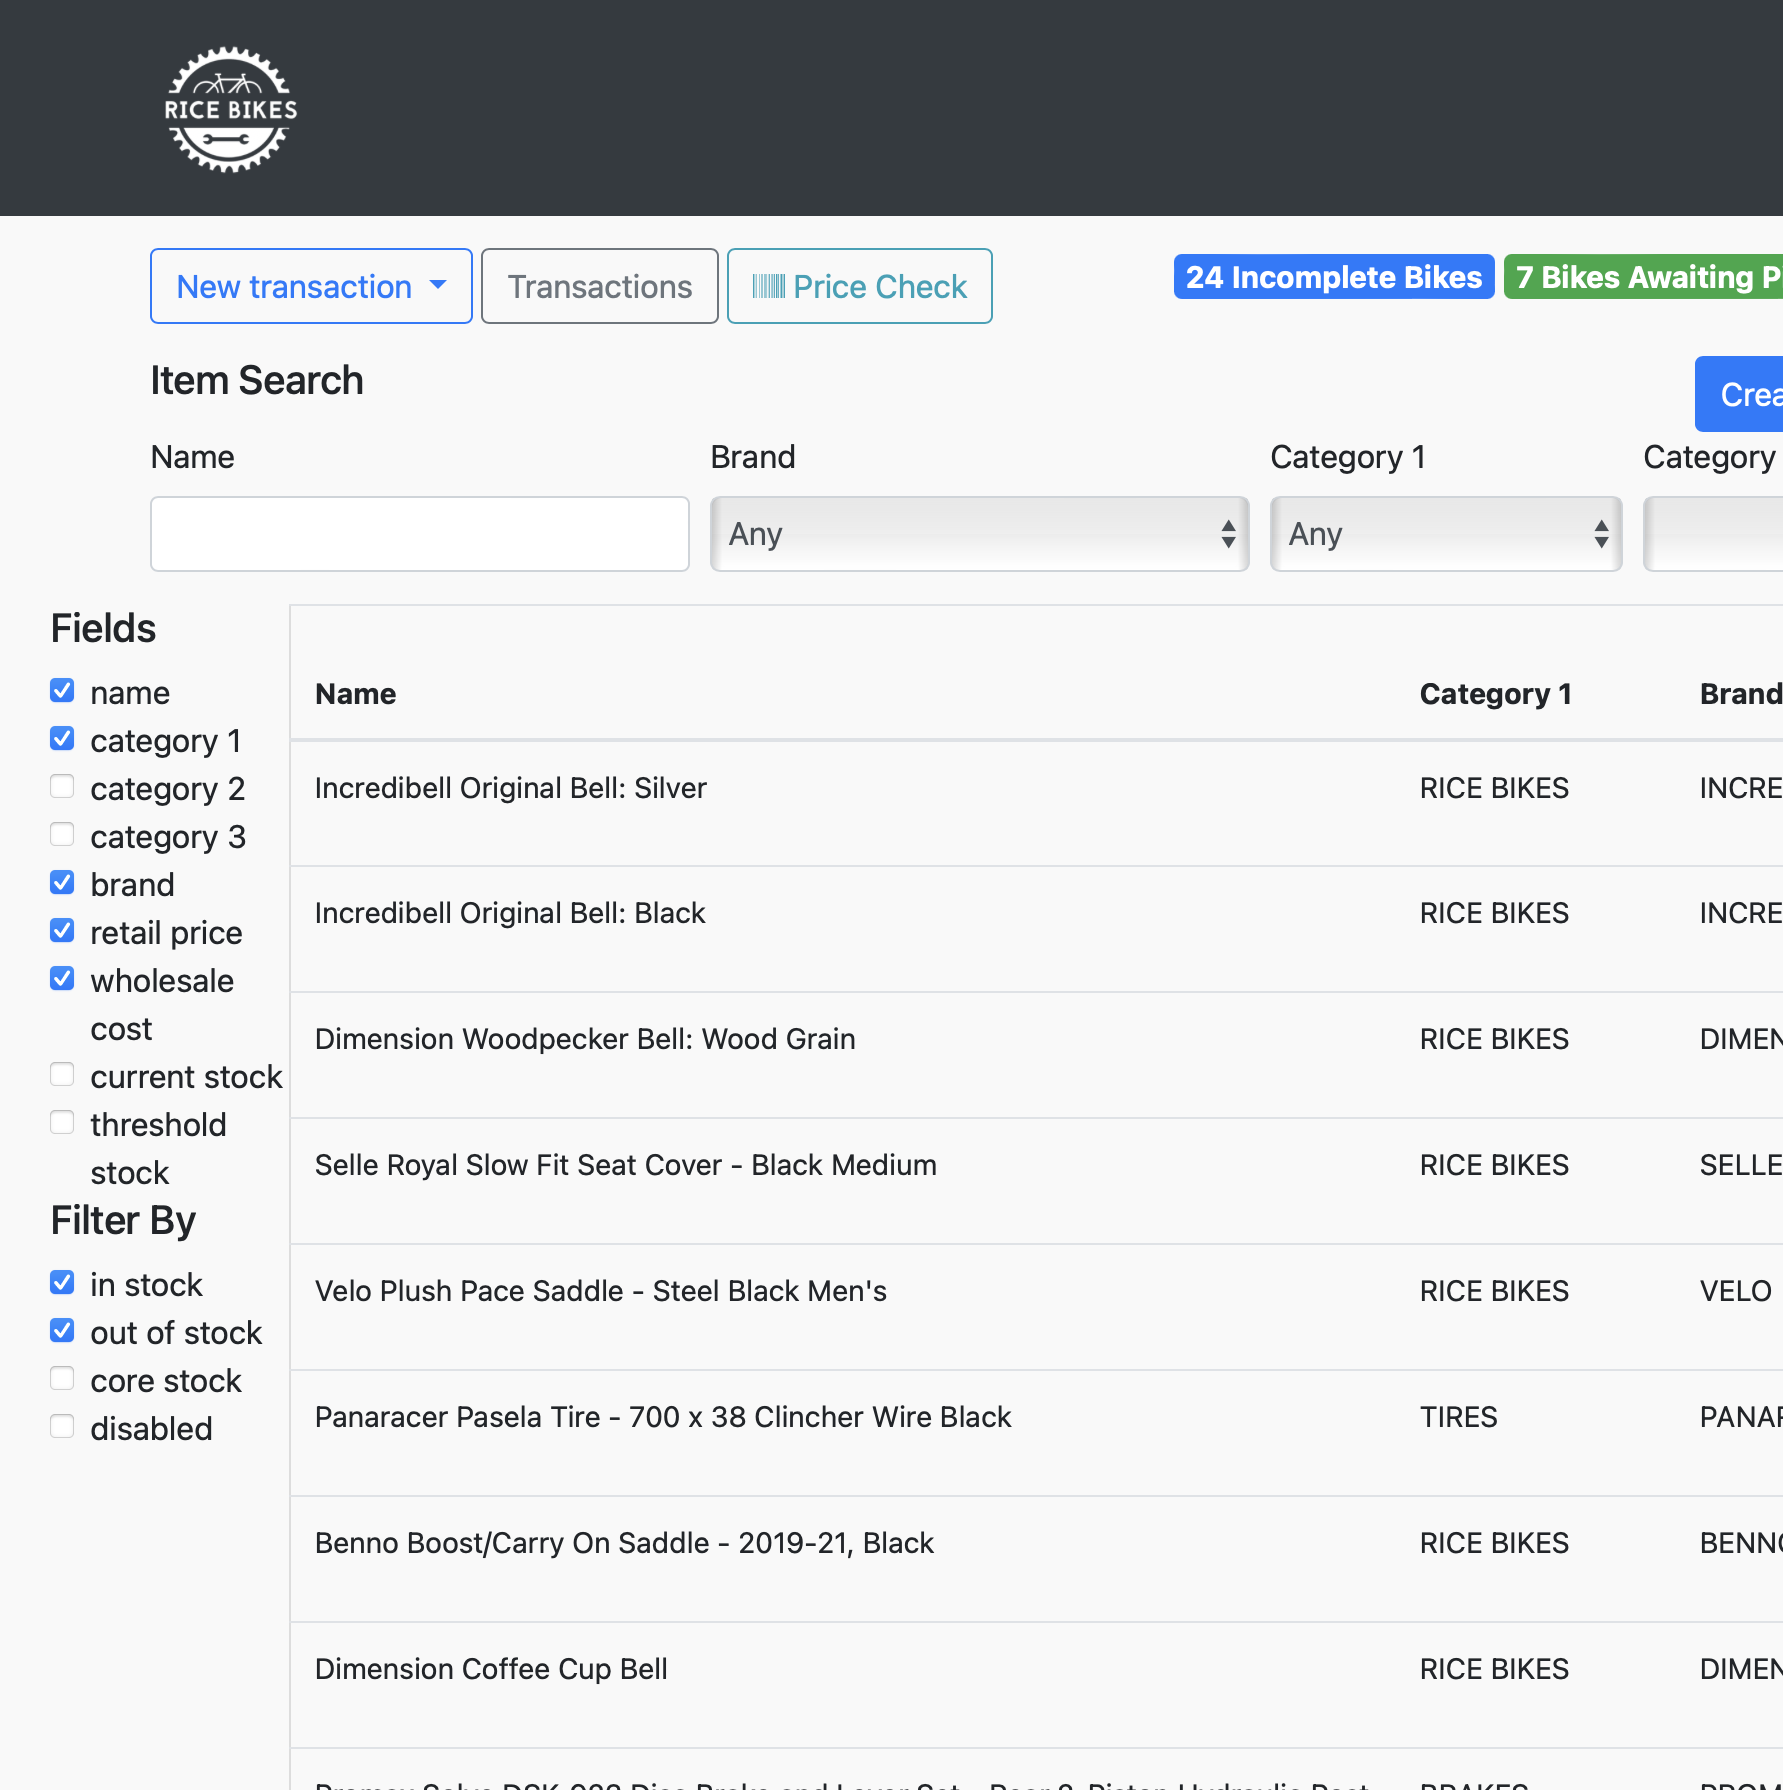 RICE BIKES
New transaction
Transactions
Price Check
24 Incomplete Bikes
7 Bikes Awaiting P
Item Search
Crea
Name
Brand
Category 1
Category
Any
Any
Fields
name
category 1
category 2
category 3
brand
retail price
wholesale
cost
current stock
threshold
stock
Filter By
in stock
out of stock
core stock
disabled
Name Category 1 Brand
Incredibell Original Bell: Silver RICE BIKES INCRE
Incredibell Original Bell: Black RICE BIKES INCRE
Dimension Woodpecker Bell: Wood Grain RICE BIKES DIMEN
Selle Royal Slow Fit Seat Cover - Black Medium RICE BIKES SELLE
Velo Plush Pace Saddle - Steel Black Men's RICE BIKES VELO
Panaracer Pasela Tire - 700 x 38 Clincher Wire Black TIRES PANAR
Benno Boost/Carry On Saddle - 2019-21, Black RICE BIKES BENNO
Dimension Coffee Cup Bell RICE BIKES DIMEN